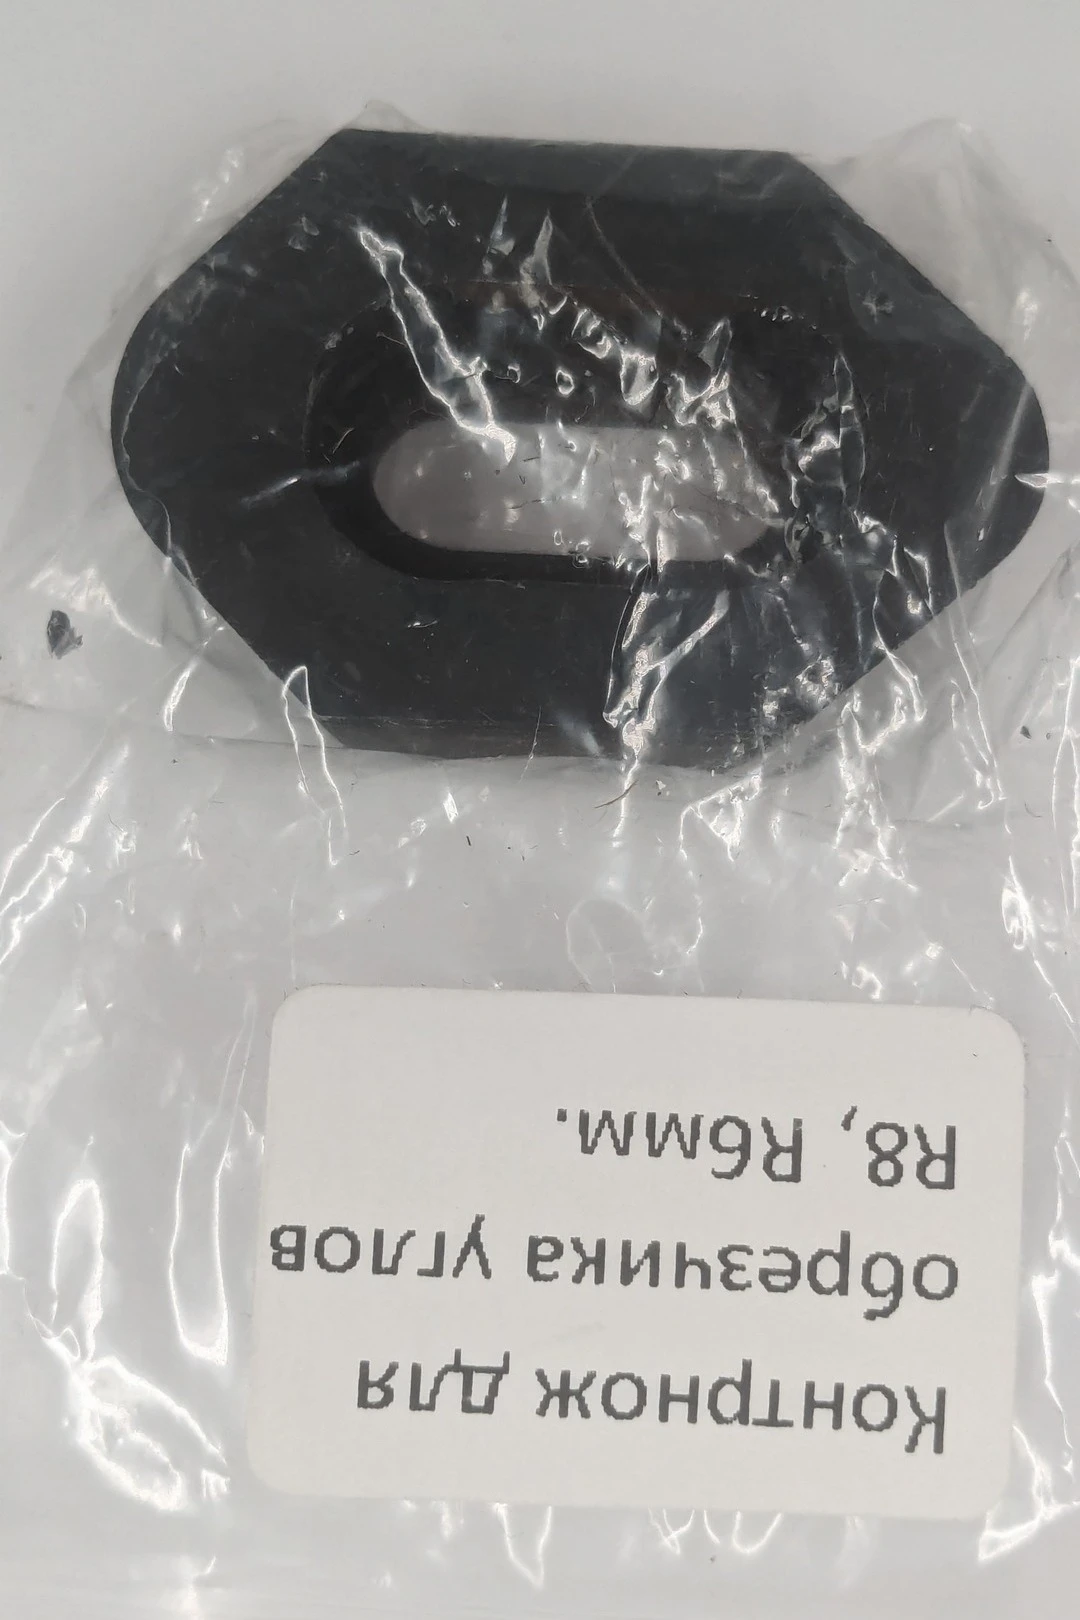 Контрнож для
обрезчика углов
R8, R6мм.